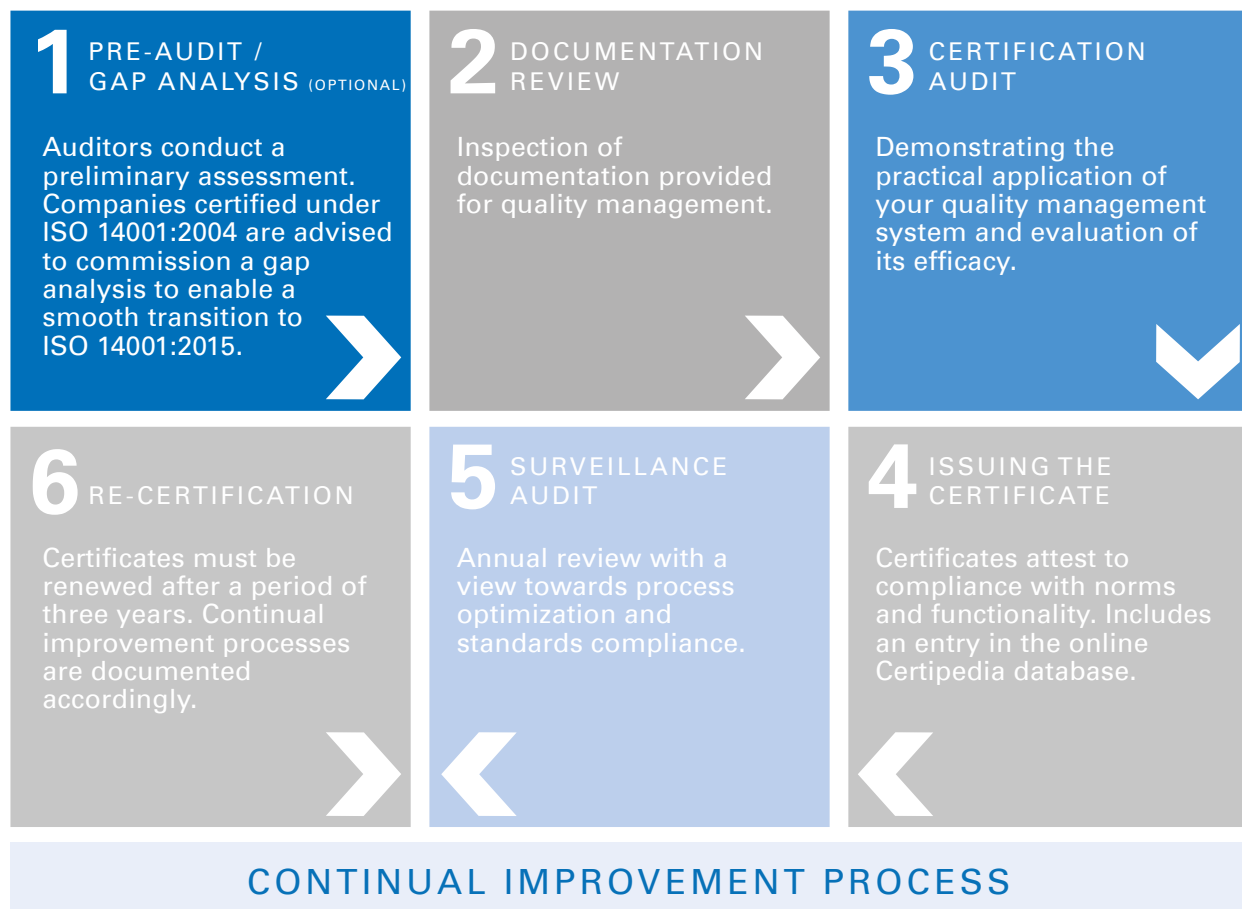 1 PRE-AUDIT /
GAP ANALYSIS (OPTIONAL)
Auditors conduct a
preliminary assessment.
Companies certified under
ISO 14001:2004 are advised
to commission a gap
analysis to enable a
smooth transition to
ISO 14001:2015.
2 DOCUMENTATION
REVIEW
Inspection of
documentation provided
for quality management.
3 CERTIFICATION
AUDIT
Demonstrating the
practical application of
your quality management
system and evaluation of
its efficacy.
4 ISSUING THE
CERTIFICATE
Certificates attest to
compliance with norms
and functionality. Includes
an entry in the online
Certipedia database.
5 SURVEILLANCE
AUDIT
Annual review with a
view towards process
optimization and
standards compliance.
6 RE-CERTIFICATION
Certificates must be
renewed after a period of
three years. Continual
improvement processes
are documented
accordingly.
CONTINUAL IMPROVEMENT PROCESS